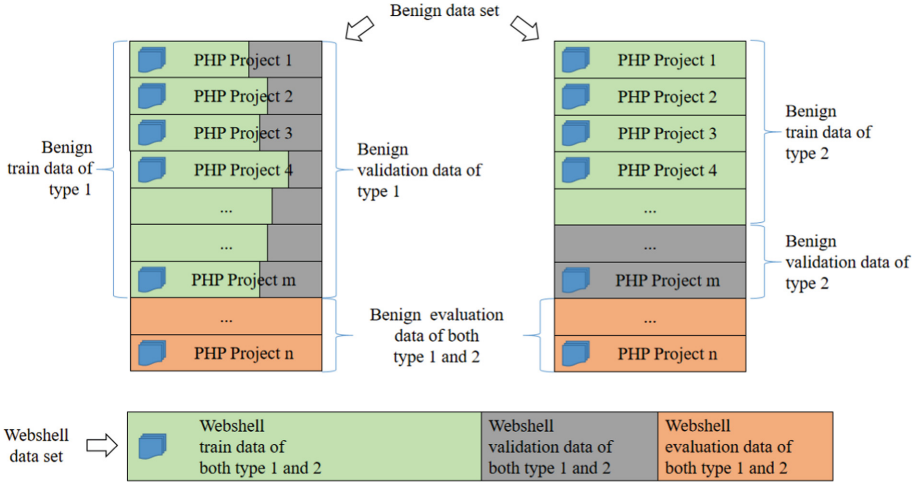 Benign data set
PHP Project 1
PHP Project 2
PHP Project 3
PHP Project 4
...
...
PHP Project m
...
PHP Project n
Benign
train data of
type 1
Benign
validation data of
type 1
Benign evaluation
data of both
type 1 and 2
PHP Project 1
PHP Project 2
PHP Project 3
PHP Project 4
...
...
PHP Project m
...
PHP Project n
Benign
train data of
type 2
Benign
validation data of
type 2
Webshell
data set
Webshell
train data of
both type 1 and 2
Webshell
validation data of
both type 1 and 2
Webshell
evaluation data of
both type 1 and 2